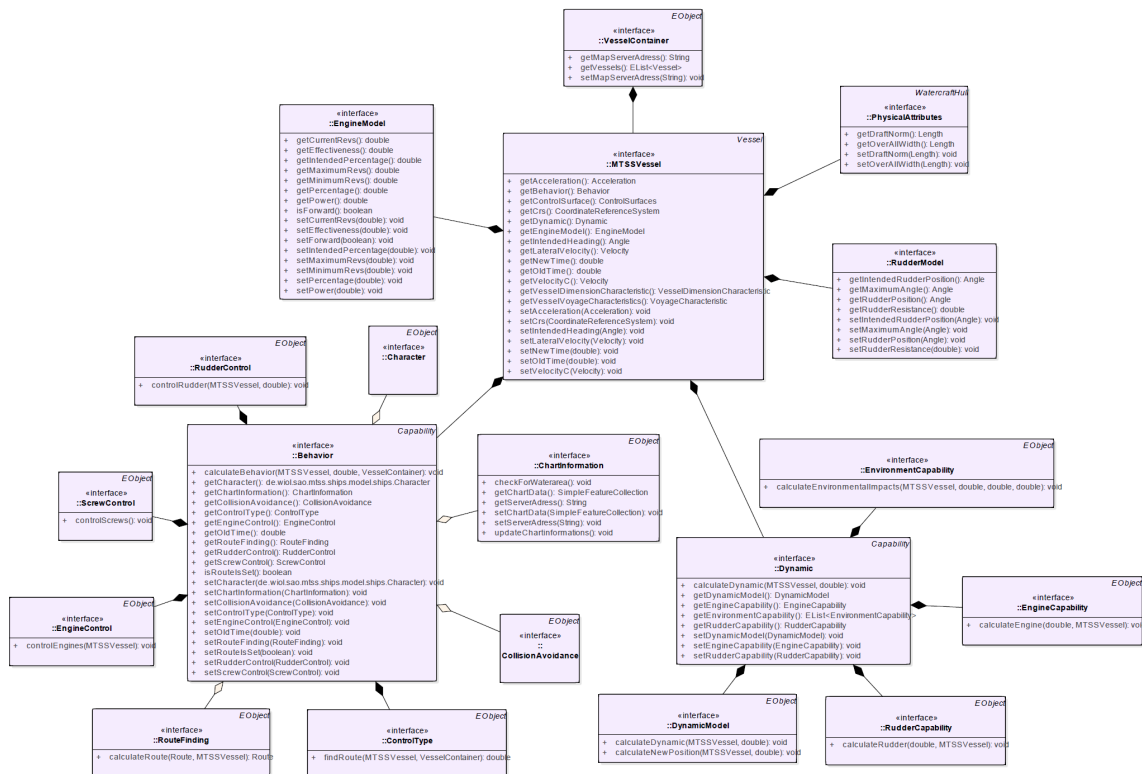 EObject
«interface»
::VesselContainer
+ getMapServerAdress(): String
+ getVessels(): EList<Vessel>
+ setMapServerAdress(String): void
WatercraftHull
«interface»
::PhysicalAttributes
+ getDraftNorm(): Length
+ getOverAllWidth(): Length
+ setDraftNorm(Length): void
+ setOverAllWidth(Length): void
«interface»
::EngineModel
+ getCurrentRevs(): double
+ getEffectiveness(): double
+ getIntendedPercentage(): double
+ getMaximumRevs(): double
+ getMinimumRevs(): double
+ getPercentage(): double
+ getPower(): double
+ isForward(): boolean
+ setCurrentRevs(double): void
+ setEffectiveness(double): void
+ setForward(boolean): void
+ setIntendedPercentage(double): void
+ setMaximumRevs(double): void
+ setMinimumRevs(double): void
+ setPercentage(double): void
+ setPower(double): void
Vessel
«interface»
::MTSSVessel
+ getAcceleration(): Acceleration
+ getBehavior(): Behavior
+ getControlSurface(): ControlSurfaces
+ getCrs(): CoordinateReferenceSystem
+ getDynamic(): Dynamic
+ getEngineModel(): EngineModel
+ getIntendedHeading(): Angle
+ getLateralVelocity(): Velocity
+ getNewTime(): double
+ getOldTime(): double
+ getVelocityC(): Velocity
+ getVesselDimensionCharacteristic(): VesselDimensionCharacteristic
+ getVesselVoyageCharacteristics(): VoyageCharacteristic
+ setAcceleration(Acceleration): void
+ setCrs(CoordinateReferenceSystem): void
+ setIntendedHeading(Angle): void
+ setLateralVelocity(Velocity): void
+ setNewTime(double): void
+ setOldTime(double): void
+ setVelocityC(Velocity): void
«interface»
::RudderModel
+ getIntendedRudderPosition(): Angle
+ getMaximumAngle(): Angle
+ getRudderPosition(): Angle
+ getRudderResistance(): double
+ setIntendedRudderPosition(Angle): void
+ setMaximumAngle(Angle): void
+ setRudderPosition(Angle): void
+ setRudderResistance(double): void
EObject
«interface»
::RudderControl
+ controlRudder(MTSSVessel, double): void
EObject
«interface»
::Character
Capability
«interface»
::Behavior
+ calculateBehavior(MTSSVessel, double, VesselContainer): void
+ getCharacter(): de.wiol.sao.mtss.ships.model.ships.Character
+ getChartInformation(): ChartInformation
+ getCollisionAvoidance(): CollisionAvoidance
+ getControlType(): ControlType
+ getEngineControl(): EngineControl
+ getOldTime(): double
+ getRouteFinding(): RouteFinding
+ getRudderControl(): RudderControl
+ getScrewControl(): ScrewControl
+ isRouteIsSet(): boolean
+ setCharacter(de.wiol.sao.mtss.ships.model.ships.Character): void
+ setChartInformation(ChartInformation): void
+ setCollisionAvoidance(CollisionAvoidance): void
+ setControlType(ControlType): void
+ setEngineControl(EngineControl): void
+ setOldTime(double): void
+ setRouteFinding(RouteFinding): void
+ setRouteIsSet(boolean): void
+ setRudderControl(RudderControl): void
+ setScrewControl(ScrewControl): void
EObject
«interface»
::ChartInformation
+ checkForWaterarea(): void
+ getChartData(): SimpleFeatureCollection
+ getServerAdress(): String
+ setChartData(SimpleFeatureCollection): void
+ setServerAdress(String): void
+ updateChartinformations(): void
EObject
«interface»
::EnvironmentCapability
+ calculateEnvironmentalImpacts(MTSSVessel, double, double, double): void
EObject
«interface»
::ScrewControl
+ controlScrews(): void
Capability
«interface»
::Dynamic
+ calculateDynamic(MTSSVessel, double): void
+ getDynamicModel(): DynamicModel
+ getEngineCapability(): EngineCapability
+ getEnvironmentCapability(): EList<EnvironmentCapability>
+ getRudderCapability(): RudderCapability
+ setDynamicModel(DynamicModel): void
+ setEngineCapability(EngineCapability): void
+ setRudderCapability(RudderCapability): void
EObject
«interface»
::EngineCapability
+ calculateEngine(double, MTSSVessel): void
EObject
«interface»
::EngineControl
+ controlEngines(MTSSVessel): void
EObject
«interface»
::
CollisionAvoidance
EObject
«interface»
::RouteFinding
+ calculateRoute(Route, MTSSVessel): Route
EObject
«interface»
::ControlType
+ findRoute(MTSSVessel, VesselContainer): double
EObject
«interface»
::DynamicModel
+ calculateDynamic(MTSSVessel, double): void
+ calculateNewPosition(MTSSVessel, double): void
EObject
«interface»
::RudderCapability
+ calculateRudder(double, MTSSVessel): void